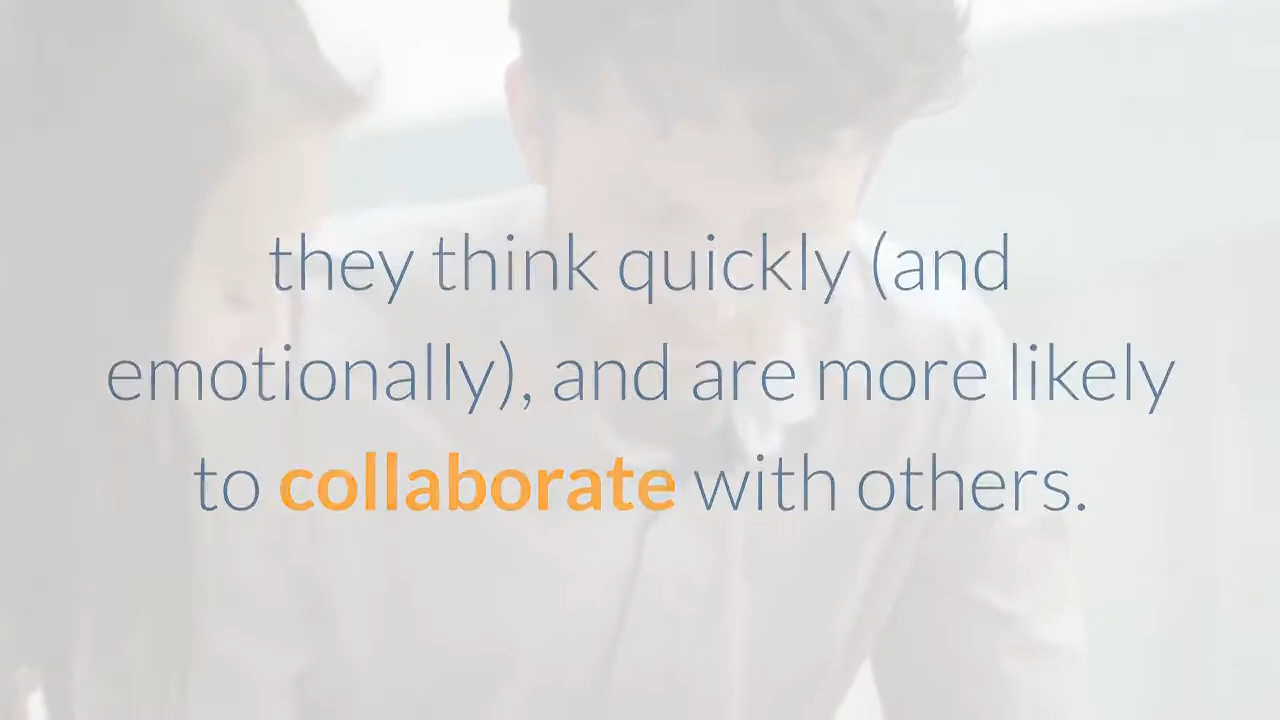 they think quickly (and
emotionally), and are more likely
to collaborate with others.